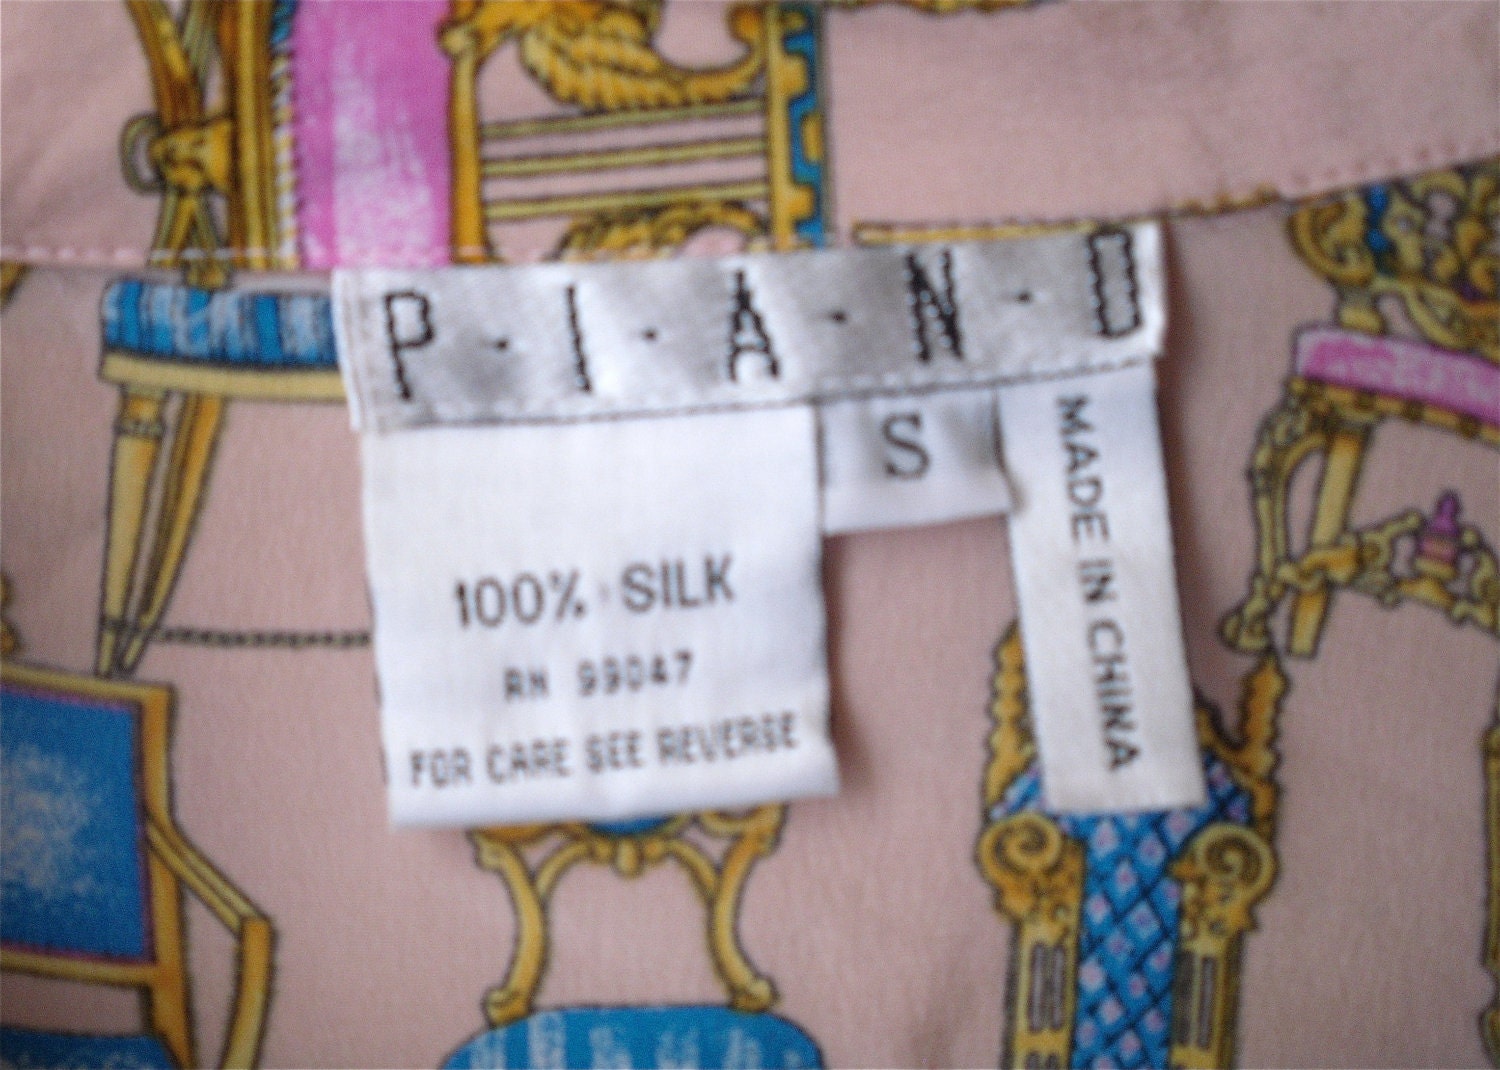 P·I·A·N·O
S
100% SILK
RN 99047
FOR CARE SEE REVERSE
MADE IN CHINA